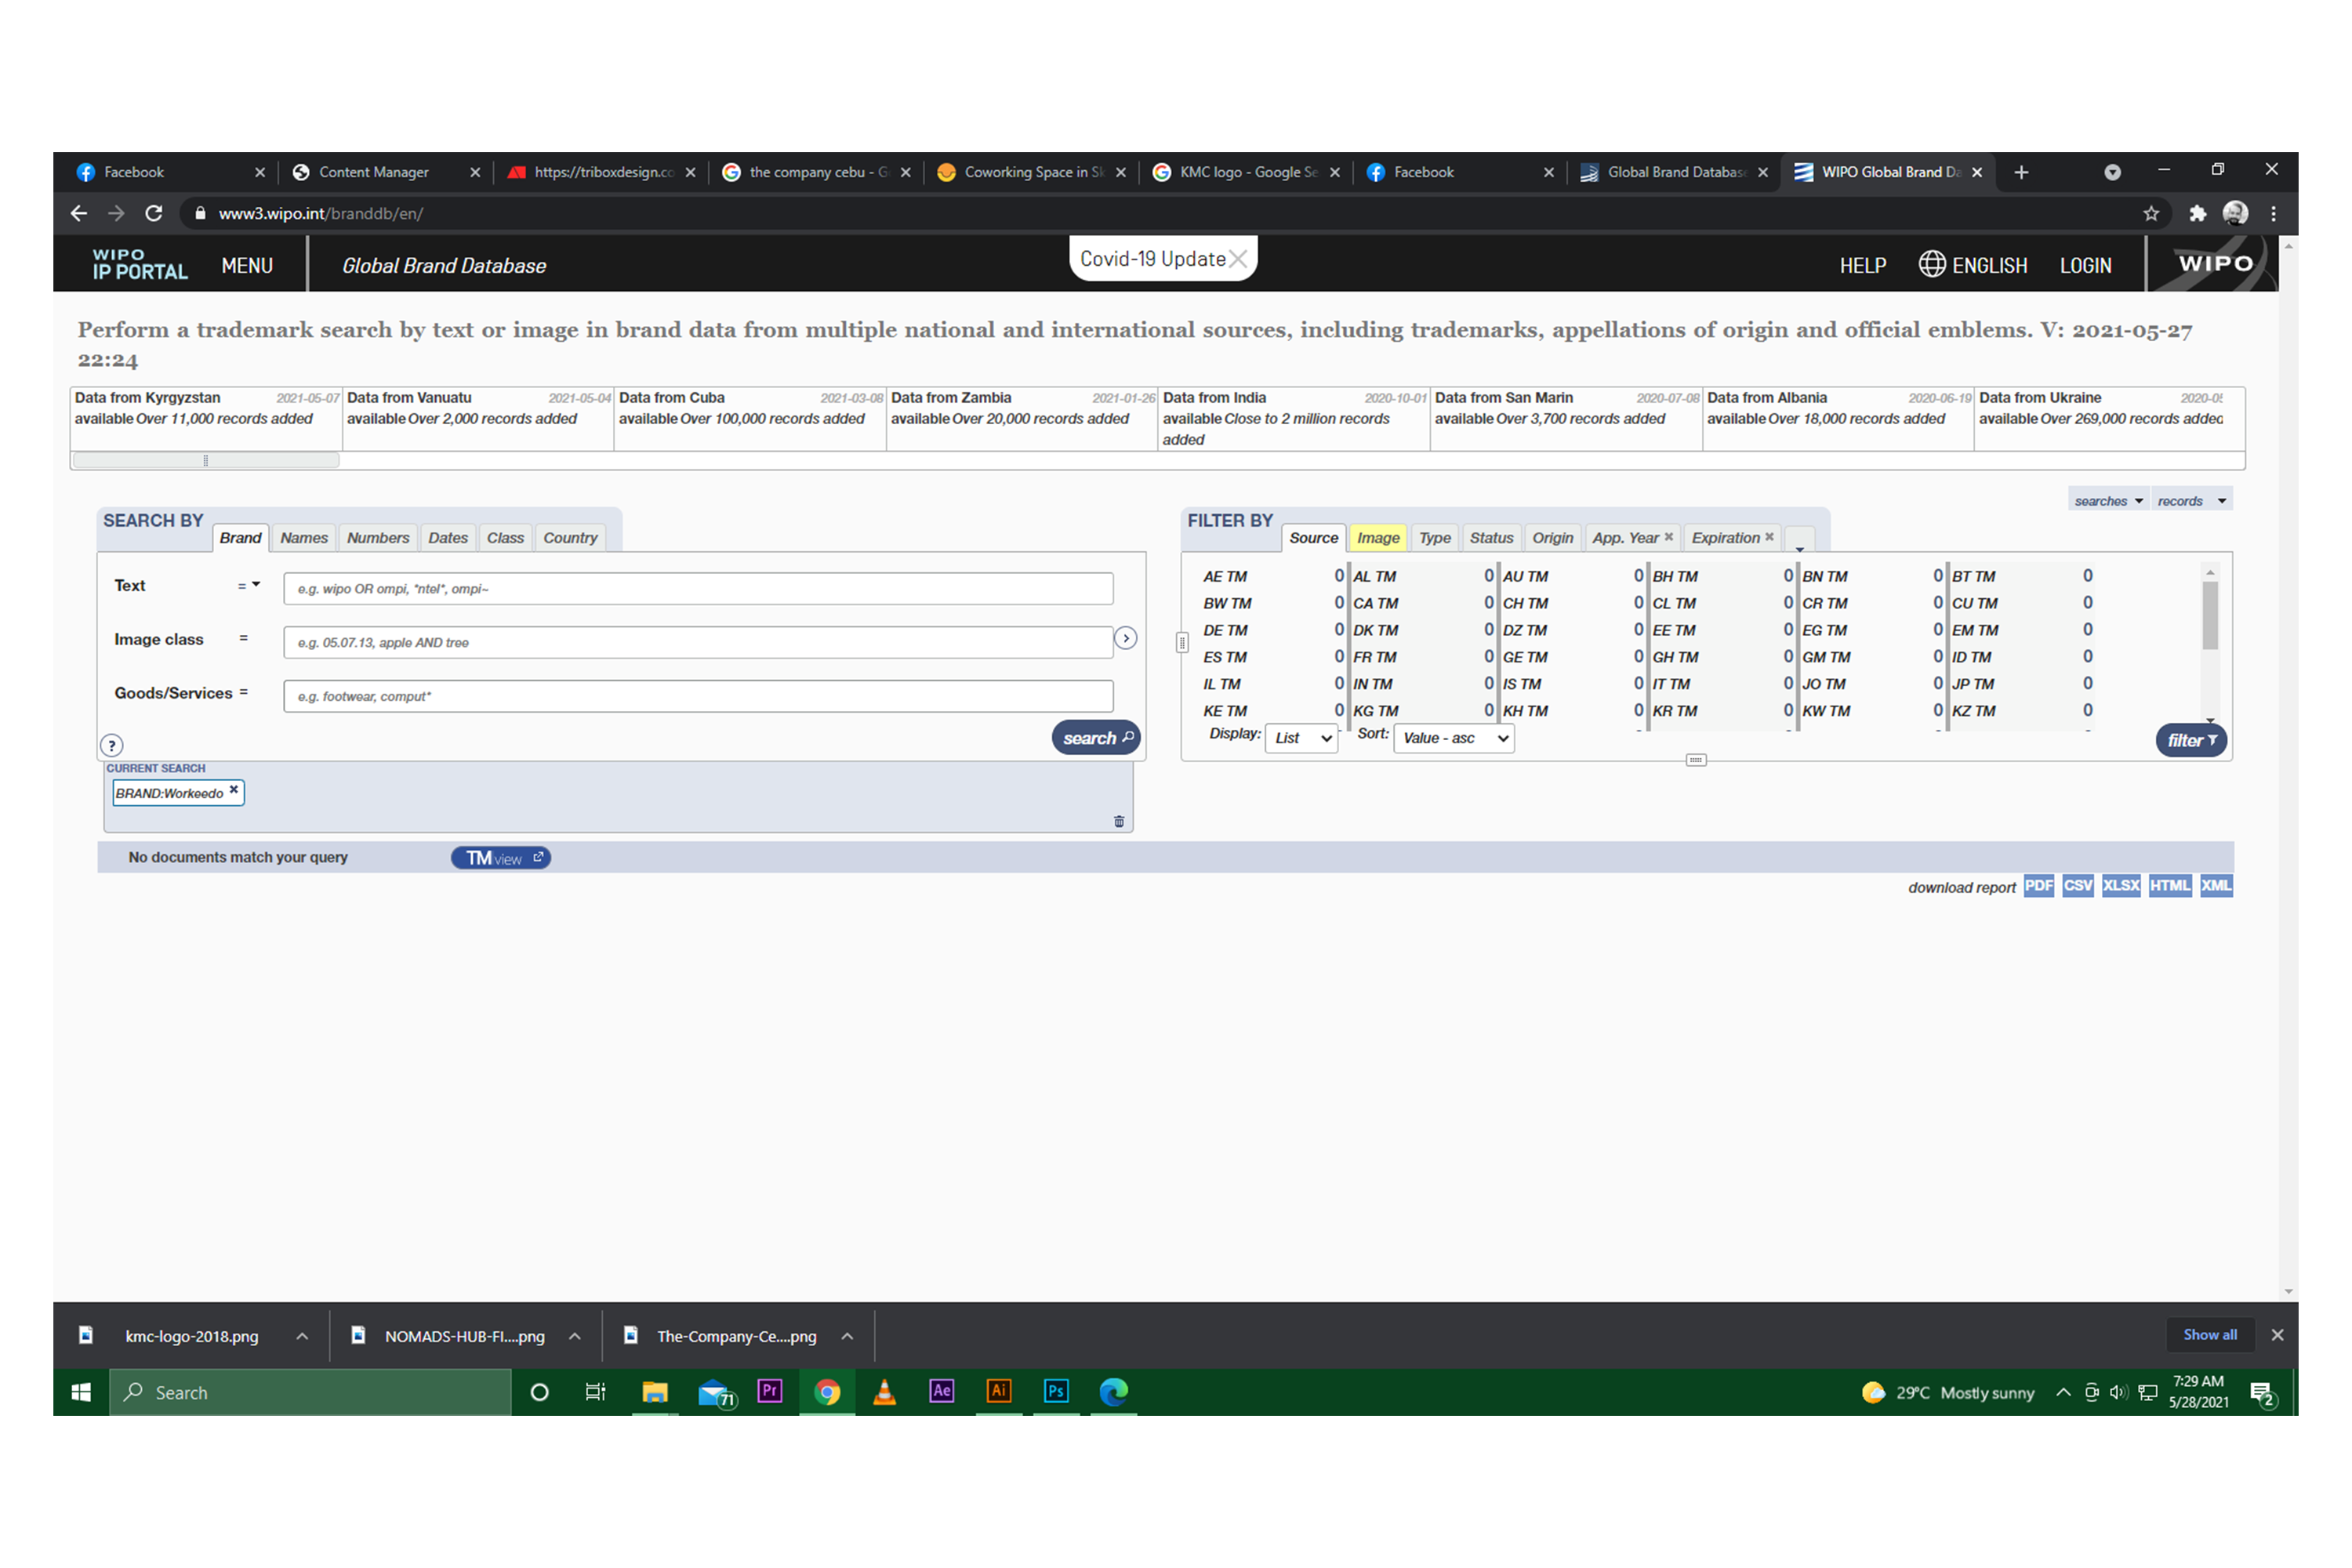 Facebook
Content Manager
https://triboxdesign.co
the company cebu - G
Coworking Space in Sk
KMC logo - Google Se
Facebook
Global Brand Database
WIPO Global Brand Da
www3.wipo.int/branddb/en/
WIPO
IP PORTAL
MENU
Global Brand Database
Covid-19 Update
HELP
ENGLISH
LOGIN
WIPO
Perform a trademark search by text or image in brand data from multiple national and international sources, including trademarks, appellations of origin and official emblems. V: 2021-05-27
22:24
Data from Kyrgyzstan 2021-05-07
available Over 11,000 records added
Data from Vanuatu 2021-05-04
available Over 2,000 records added
Data from Cuba 2021-03-08
available Over 100,000 records added
Data from Zambia 2021-01-26
available Over 20,000 records added
Data from India 2020-10-01
available Close to 2 million records
added
Data from San Marin 2020-07-08
available Over 3,700 records added
Data from Albania 2020-06-19
available Over 18,000 records added
Data from Ukraine 2020-0
available Over 269,000 records added
searches
records
SEARCH BY
Brand Names Numbers Dates Class Country
Text = e.g. wipo OR ompi, *ntel*, ompi~
Image class = e.g. 05.07.13, apple AND tree
Goods/Services = e.g. footwear, comput*
?
search
CURRENT SEARCH
BRAND:Workeedo
FILTER BY
Source Image Type Status Origin App. Year Expiration
AE TM 0 AL TM 0 AU TM 0 BH TM 0 BN TM 0 BT TM 0
BW TM 0 CA TM 0 CH TM 0 CL TM 0 CR TM 0 CU TM 0
DE TM 0 DK TM 0 DZ TM 0 EE TM 0 EG TM 0 EM TM 0
ES TM 0 FR TM 0 GE TM 0 GH TM 0 GM TM 0 ID TM 0
IL TM 0 IN TM 0 IS TM 0 IT TM 0 JO TM 0 JP TM 0
KE TM 0 KG TM 0 KH TM 0 KR TM 0 KW TM 0 KZ TM 0
Display: List Sort: Value - asc
filter
No documents match your query
TMview
download report PDF CSV XLSX HTML XML
kmc-logo-2018.png
NOMADS-HUB-FI....png
The-Company-Ce....png
Show all
Search
71
Pr
Ae
Ai
Ps
29°C Mostly sunny
7:29 AM
5/28/2021
2